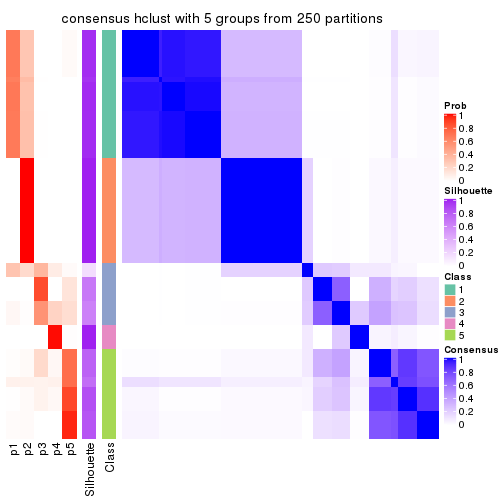 consensus hclust with 5 groups from 250 partitions
Prob
1
0.8
0.6
0.4
0.2
0
Silhouette
1
0.8
0.6
0.4
0.2
0
Class
1
2
3
4
5
Consensus
1
0.8
0.6
0.4
0.2
0
p1
p2
p3
p4
p5
Silhouette
Class